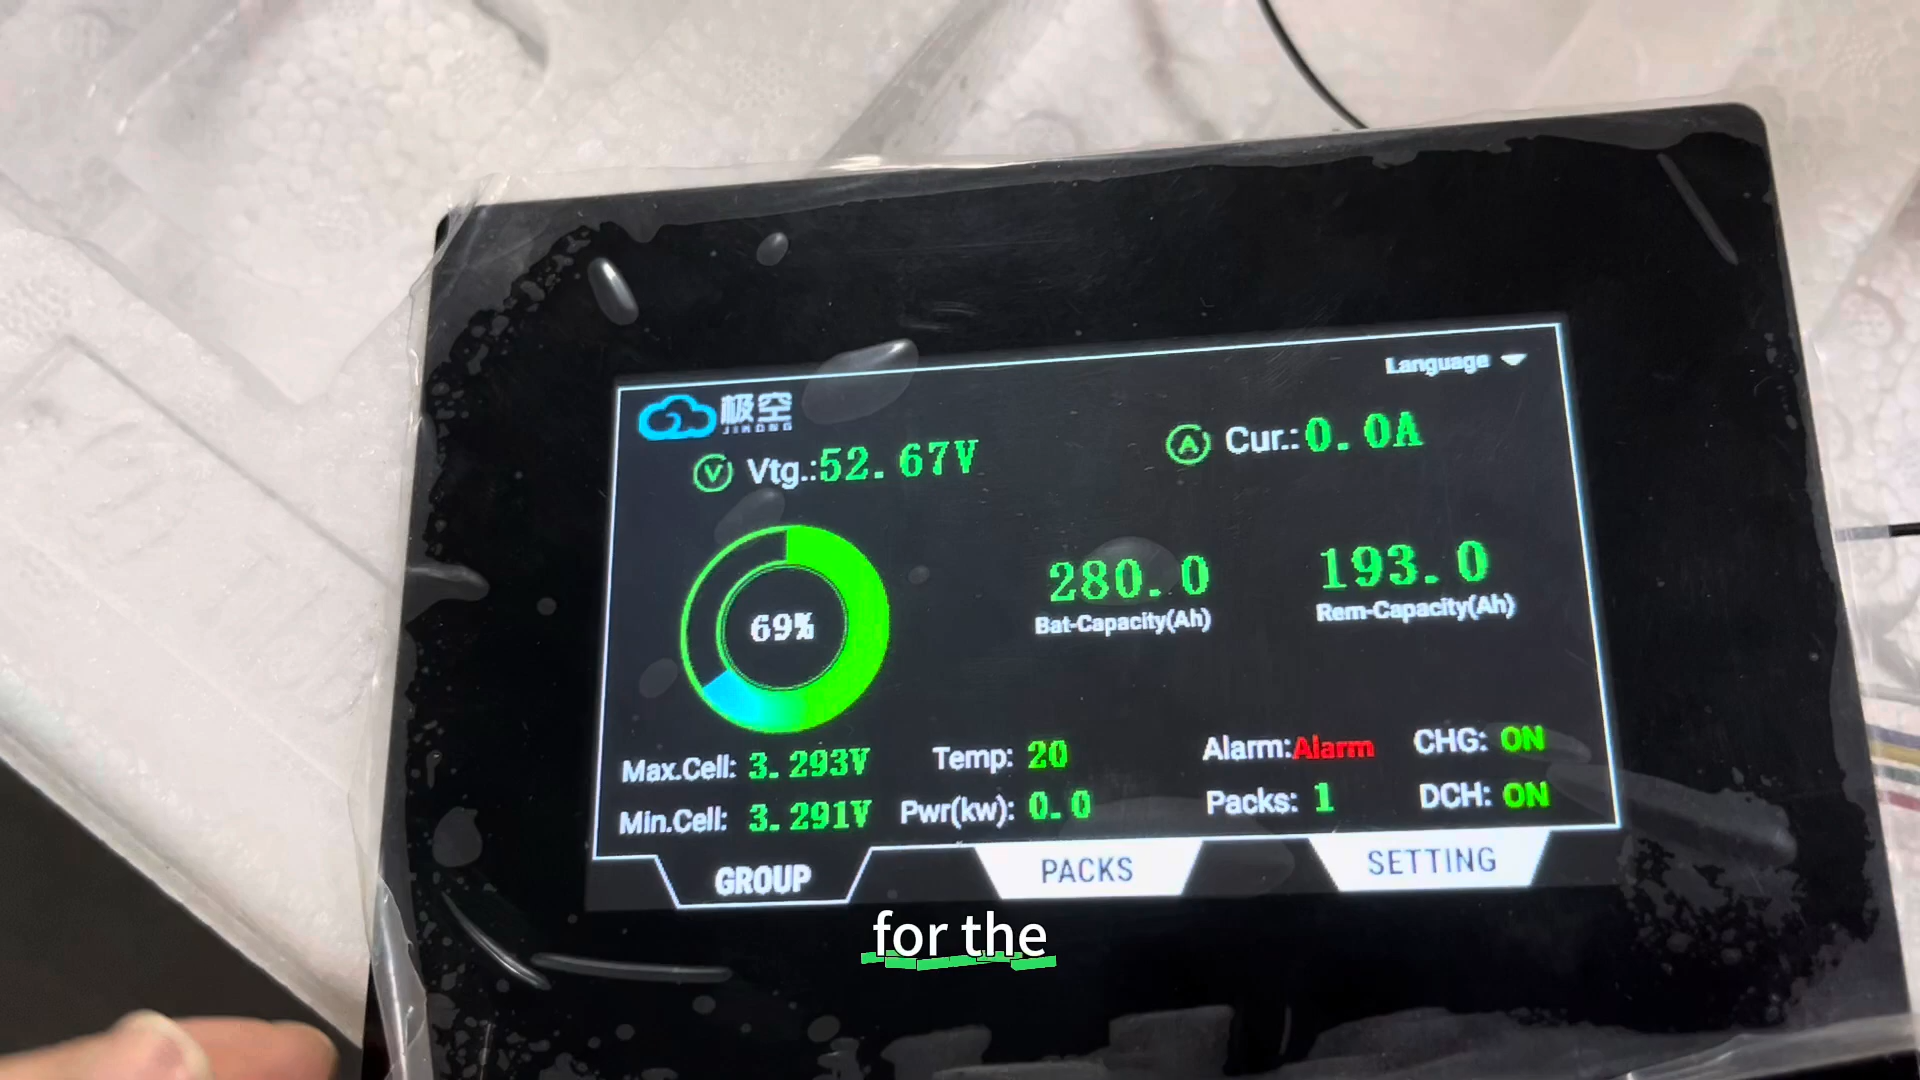 Language
极空
JIKONG
Vtg.:52.67V
Cur.:0.0A
69%
280.0
Bat-Capacity(Ah)
193.0
Rem-Capacity(Ah)
Max.Cell: 3.293V
Temp: 20
Alarm:Alarm
CHG: ON
Min.Cell: 3.291V
Pwr(kw): 0.0
Packs: 1
DCH: ON
GROUP
PACKS
SETTING
for the